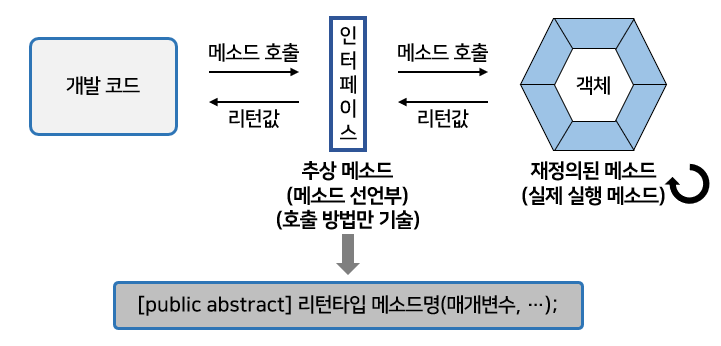 개발 코드
메소드 호출
리턴값
인터페이스
메소드 호출
리턴값
객체
추상 메소드
(메소드 선언부)
(호출 방법만 기술)
재정의된 메소드
(실제 실행 메소드)
[public abstract] 리턴타입 메소드명(매개변수, …);